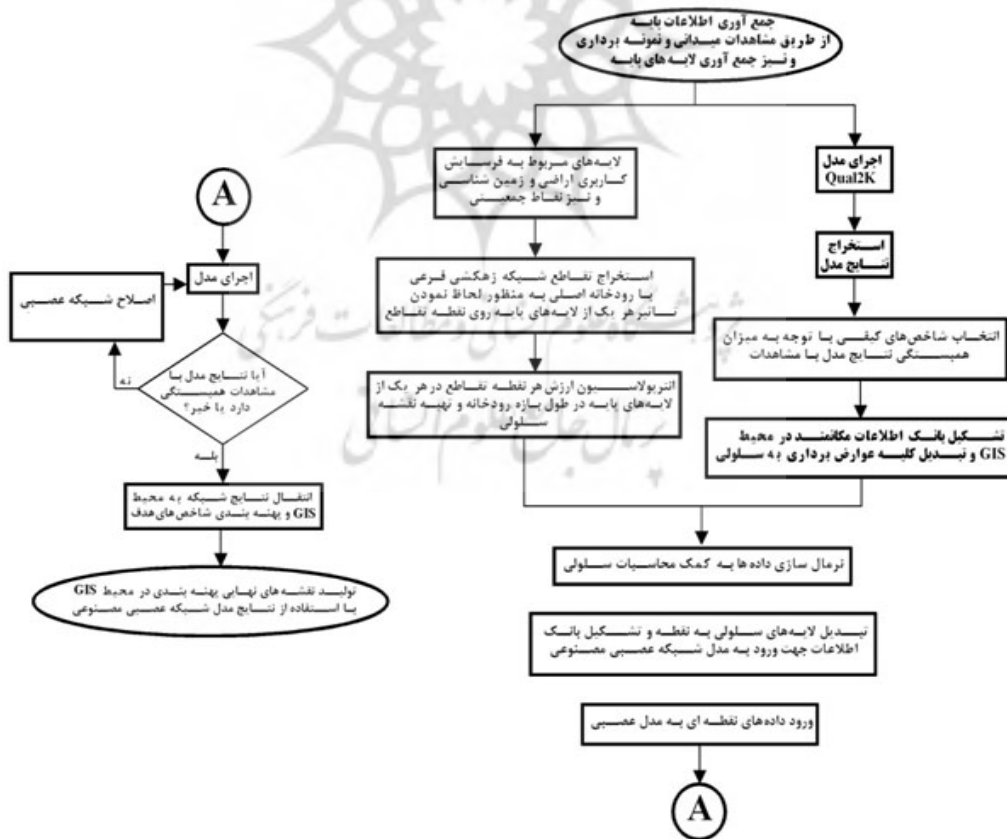 جمع آوری اطلاعات پایه
از طریق مشاهدات میدانی و نمونه برداری
و نیز جمع آوری لایه های پایه
اجرای مدل
Qual2K
استخراج
نتایج مدل
انتخاب شاخص‌های کیفی با توجه به میزان
همبستگی نتایج مدل با مشاهدات
تشکیل بانک اطلاعات مکانمند در محیط
GIS و تبدیل کلیه عوارض برداری به سلولی
لایه‌های مربوط به فرسایش
کاربری اراضی و زمین شناسی
و نیز نقاط جمعیتی
استخراج تقاطع شبکه زهکشی فرعی
با رودخانه اصلی به منظور لحاظ نمودن
تاثیر هر یک از لایه‌های پایه روی نقطه تقاطع
انترپولاسیون ارزش هر نقطه تقاطع در هر یک از
لایه‌های پایه در طول بازه رودخانه و تهیه نقشه
سلولی
نرمال سازی داده ها به کمک محاسبات سلولی
تبدیل لایه‌های سلولی به نقطه و تشکیل بانک
اطلاعات جهت ورود به مدل شبکه عصبی مصنوعی
ورود داده‌های نقطه ای به مدل عصبی
A
A
اجرای مدل
اصلاح شبکه عصبی
آیا نتایج مدل با
مشاهدات همبستگی
دارد یا خیر؟
نه
بله
انتقال نتایج شبکه به محیط
GIS و پهنه بندی شاخص‌های هدف
تولید نقشه های نهایی پهنه بندی در محیط GIS
با استفاده از نتایج مدل شبکه عصبی مصنوعی
پژوهشگاه علوم انسانی و مطالعات فرهنگی
پرتال جامع علوم انسانی